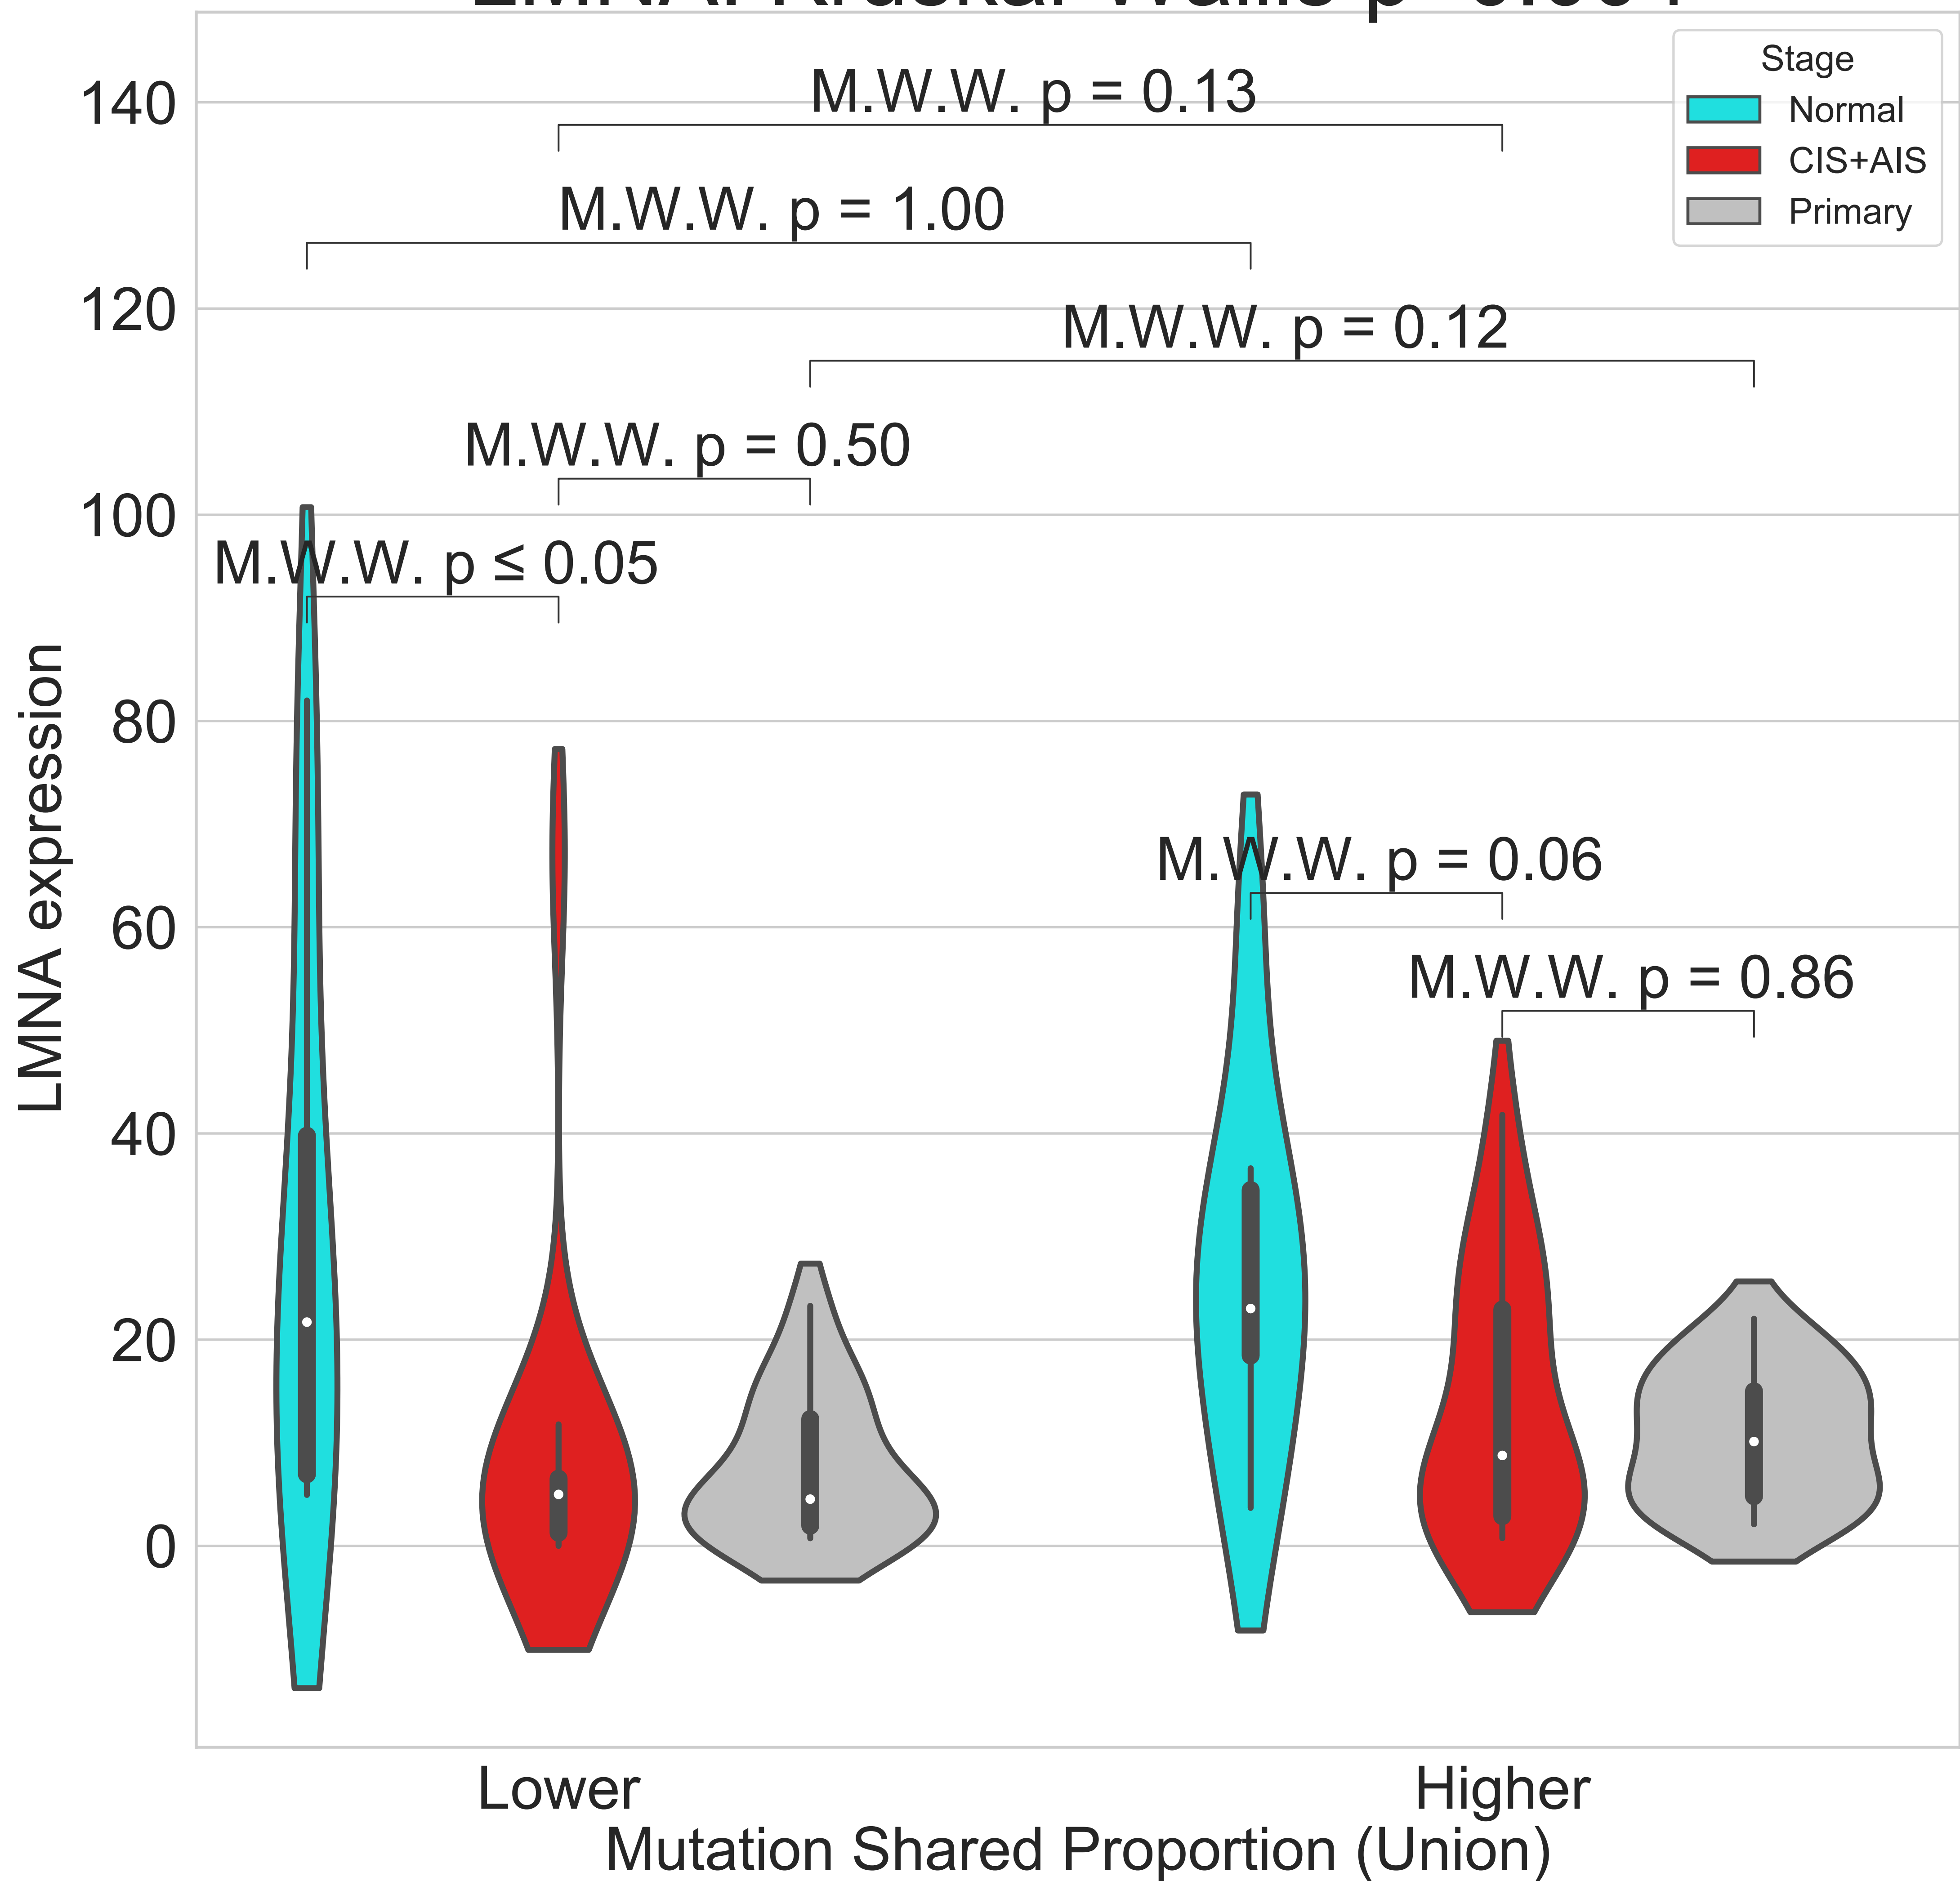 140
M.W.W. p = 0.13
Stage
Normal
CIS+AIS
Primary
M.W.W. p = 1.00
120
M.W.W. p = 0.12
M.W.W. p = 0.50
100
M.W.W. p ≤ 0.05
80
M.W.W. p = 0.06
60
M.W.W. p = 0.86
40
20
0
LMNA expression
Lower
Higher
Mutation Shared Proportion (Union)